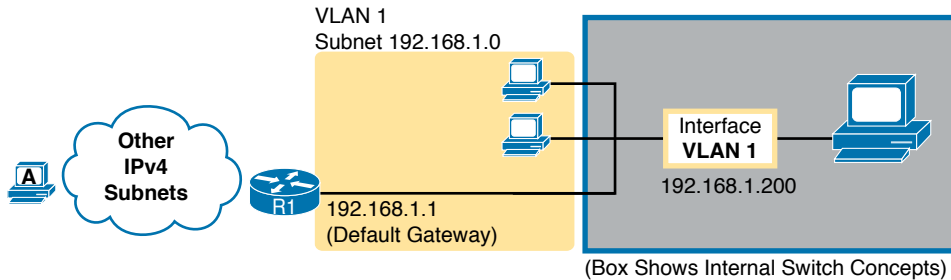 VLAN 1
Subnet 192.168.1.0
A
Other
IPv4
Subnets
R1
192.168.1.1
(Default Gateway)
Interface
VLAN 1
192.168.1.200
(Box Shows Internal Switch Concepts)